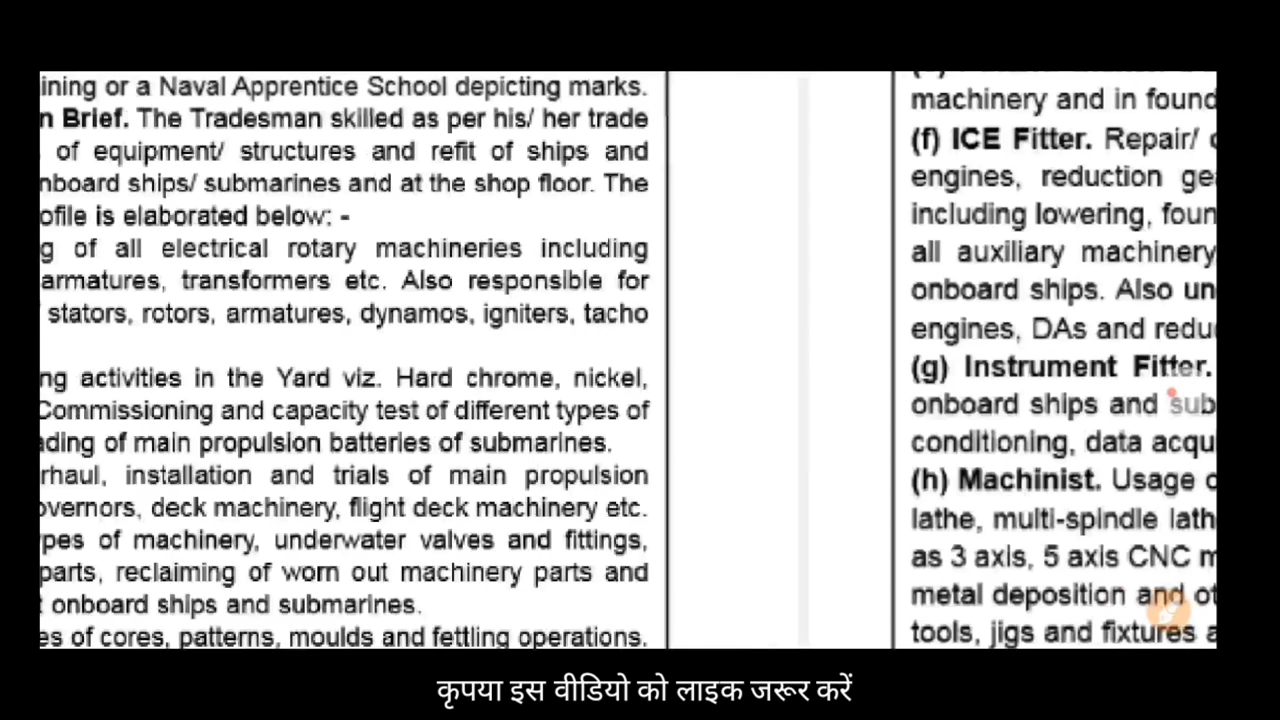 ining or a Naval Apprentice School depicting marks.
n Brief. The Tradesman skilled as per his/ her trade
of equipment/ structures and refit of ships and
nboard ships/ submarines and at the shop floor. The
ofile is elaborated below: -
g of all electrical rotary machineries including
armatures, transformers etc. Also responsible for
stators, rotors, armatures, dynamos, igniters, tacho
ng activities in the Yard viz. Hard chrome, nickel,
Commissioning and capacity test of different types of
ading of main propulsion batteries of submarines.
rhaul, installation and trials of main propulsion
overnors, deck machinery, flight deck machinery etc.
pes of machinery, underwater valves and fittings,
parts, reclaiming of worn out machinery parts and
onboard ships and submarines.
es of cores, patterns, moulds and fettling operations.
machinery and in found
(f) ICE Fitter. Repair/
engines, reduction ge
including lowering, foun
all auxiliary machinery
onboard ships. Also un
engines, DAs and redu
(g) Instrument Fitter.
onboard ships and sub
conditioning, data acqu
(h) Machinist. Usage o
lathe, multi-spindle lath
as 3 axis, 5 axis CNC m
metal deposition and ot
tools, jigs and fixtures a
कृपया इस वीडियो को लाइक जरूर करें